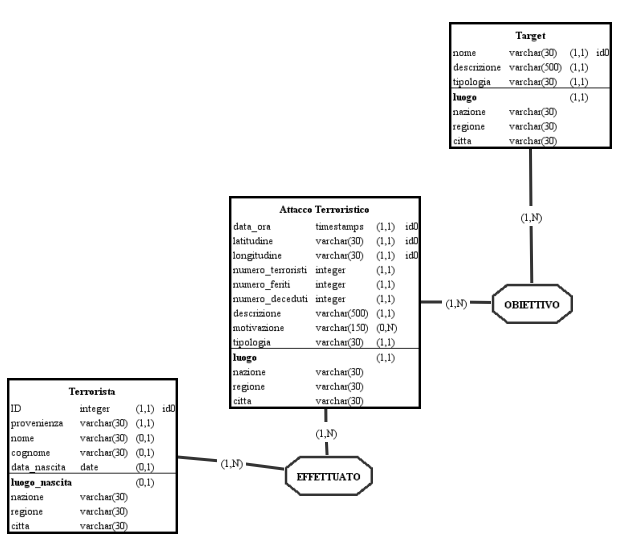 Target
nome varchar(30) (1,1) id0
descrizione varchar(500) (1,1)
tipologia varchar(30) (1,1)
luogo (1,1)
nazione varchar(30)
regione varchar(30)
citta varchar(30)
(1,N)
Attacco Terroristico
data_ora timestamps (1,1) id0
latitudine varchar(30) (1,1) id0
longitudine varchar(30) (1,1) id0
numero_terroristi integer (1,1)
numero_feriti integer (1,1)
numero_deceduti integer (1,1)
descrizione varchar(500) (1,1)
motivazione varchar(150) (0,N)
tipologia varchar(30) (1,1)
luogo (1,1)
nazione varchar(30)
regione varchar(30)
citta varchar(30)
(1,N)
OBIETTIVO
(1,N)
Terrorista
ID integer (1,1) id0
provenienza varchar(30) (1,1)
nome varchar(30) (0,1)
cognome varchar(30) (0,1)
data_nascita date (0,1)
luogo_nascita (0,1)
nazione varchar(30)
regione varchar(30)
citta varchar(30)
(1,N)
EFFETTUATO